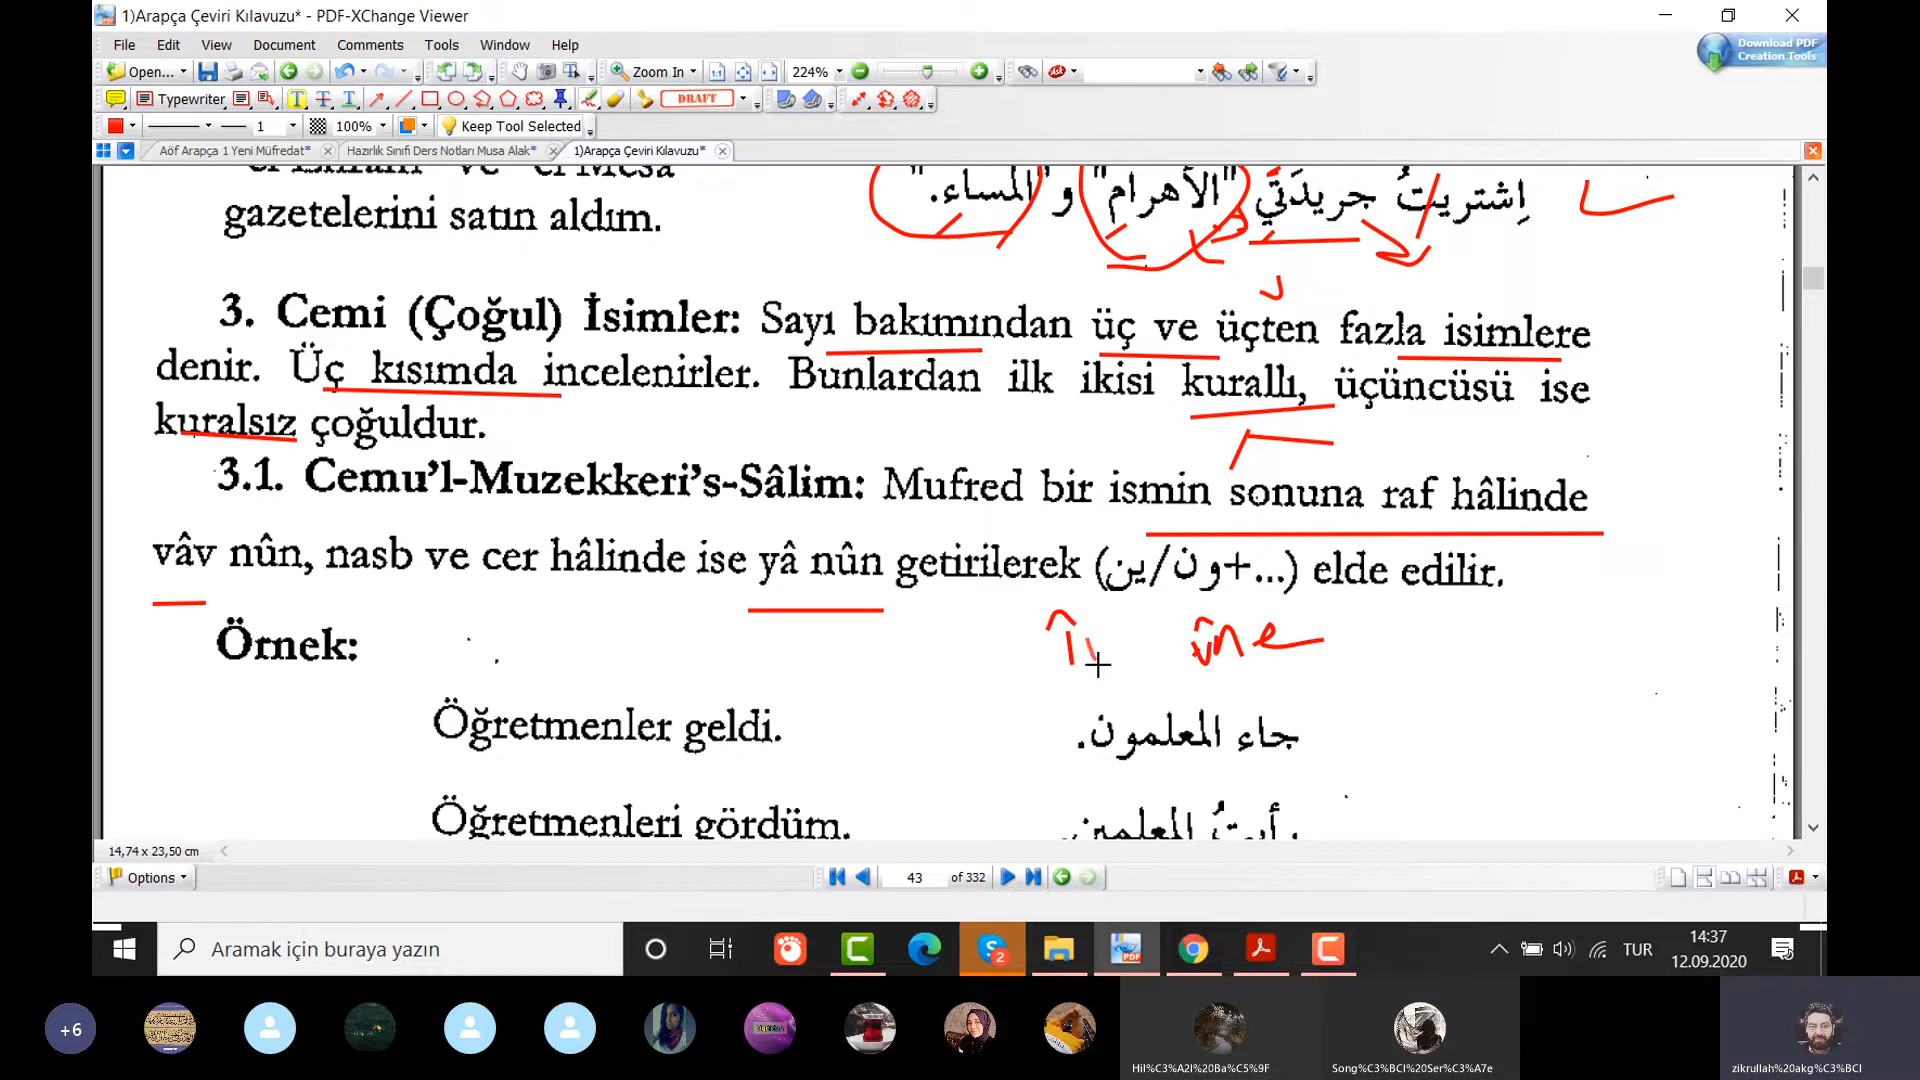 1)Arapça Çeviri Kılavuzu* - PDF-XChange Viewer
File Edit View Document Comments Tools Window Help
Download PDF
Creation Tools
Open... Zoom In 224%
Typewriter DRAFT
1 100% Keep Tool Selected
Aöf Arapça 1 Yeni Müfredat* Hazırlık Sınıfı Ders Notları Musa Alak* 1)Arapça Çeviri Kılavuzu*
gazetelerini satın aldım.
اِشتريتُ جريدَتَي "الأهرام" و "المساء."
3. Cemi (Çoğul) İsimler: Sayı bakımından üç ve üçten fazla isimlere
denir. Üç kısımda incelenirler. Bunlardan ilk ikisi kurallı, üçüncüsü ise
kuralsız çoğuldur.
3.1. Cemu'l-Muzekkeri's-Sâlim: Mufred bir ismin sonuna raf hâlinde
vâv nûn, nasb ve cer hâlinde ise yâ nûn getirilerek (ون/ين+...) elde edilir.
ûne
Örnek:
Öğretmenler geldi. جاء المعلمون.
Öğretmenleri gördüm. رأيتُ المعلمين.
14,74 x 23,50 cm
Options 43 of 332
Aramak için buraya yazın
TUR
14:37
12.09.2020
2
+6
Hil%C3%A2l%20Ba%C5%9F
Song%C3%BCl%20Ser%C3%A7e
zikrullah%20akg%C3%BCl